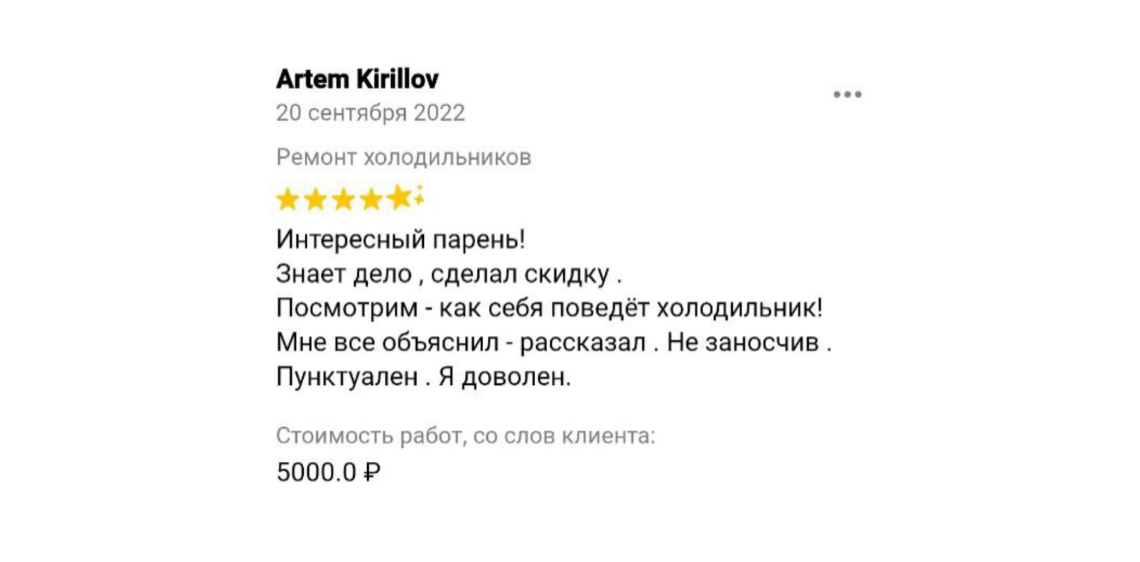 Artem Kirillov
20 сентября 2022
Ремонт холодильников
Интересный парень!
Знает дело , сделал скидку .
Посмотрим - как себя поведёт холодильник!
Мне все объяснил - рассказал . Не заносчив .
Пунктуален . Я доволен.
Стоимость работ, со слов клиента:
5000.0 ₽